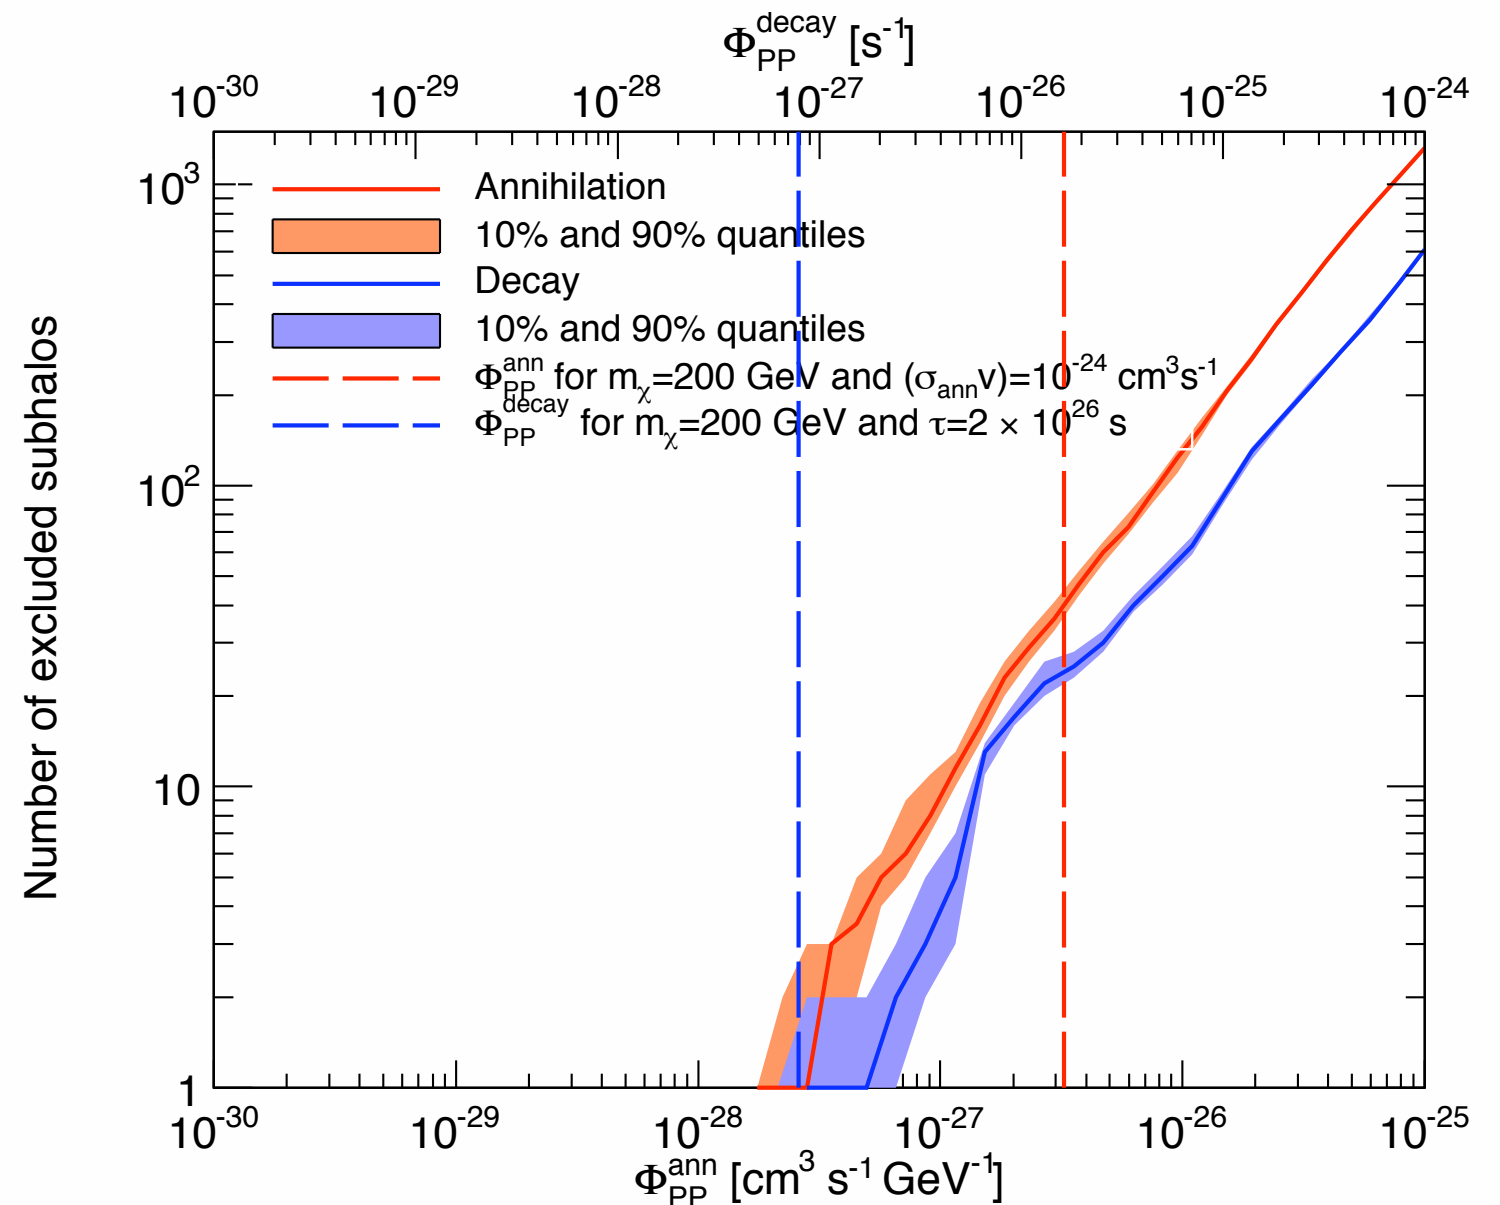 Φ_PP^decay [s^-1]
10^-30 10^-29 10^-28 10^-27 10^-26 10^-25 10^-24
10^3
10^2
10
1
Number of excluded subhalos
Annihilation
10% and 90% quantiles
Decay
10% and 90% quantiles
Φ_PP^ann for m_χ=200 GeV and (σ_ann v)=10^-24 cm^3s^-1
Φ_PP^decay for m_χ=200 GeV and τ=2 × 10^26 s
10^-30 10^-29 10^-28 10^-27 10^-26 10^-25
Φ_PP^ann [cm^3 s^-1 GeV^-1]